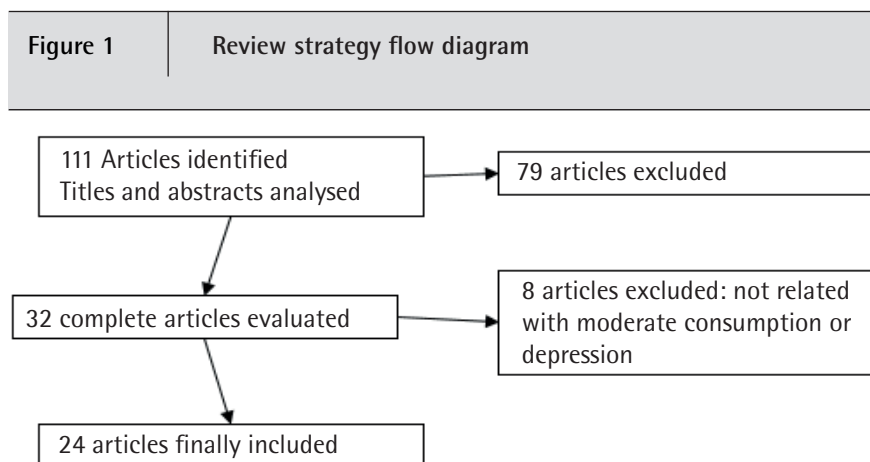 Figure 1 Review strategy flow diagram
111 Articles identified
Titles and abstracts analysed
79 articles excluded
32 complete articles evaluated
8 articles excluded: not related
with moderate consumption or
depression
24 articles finally included